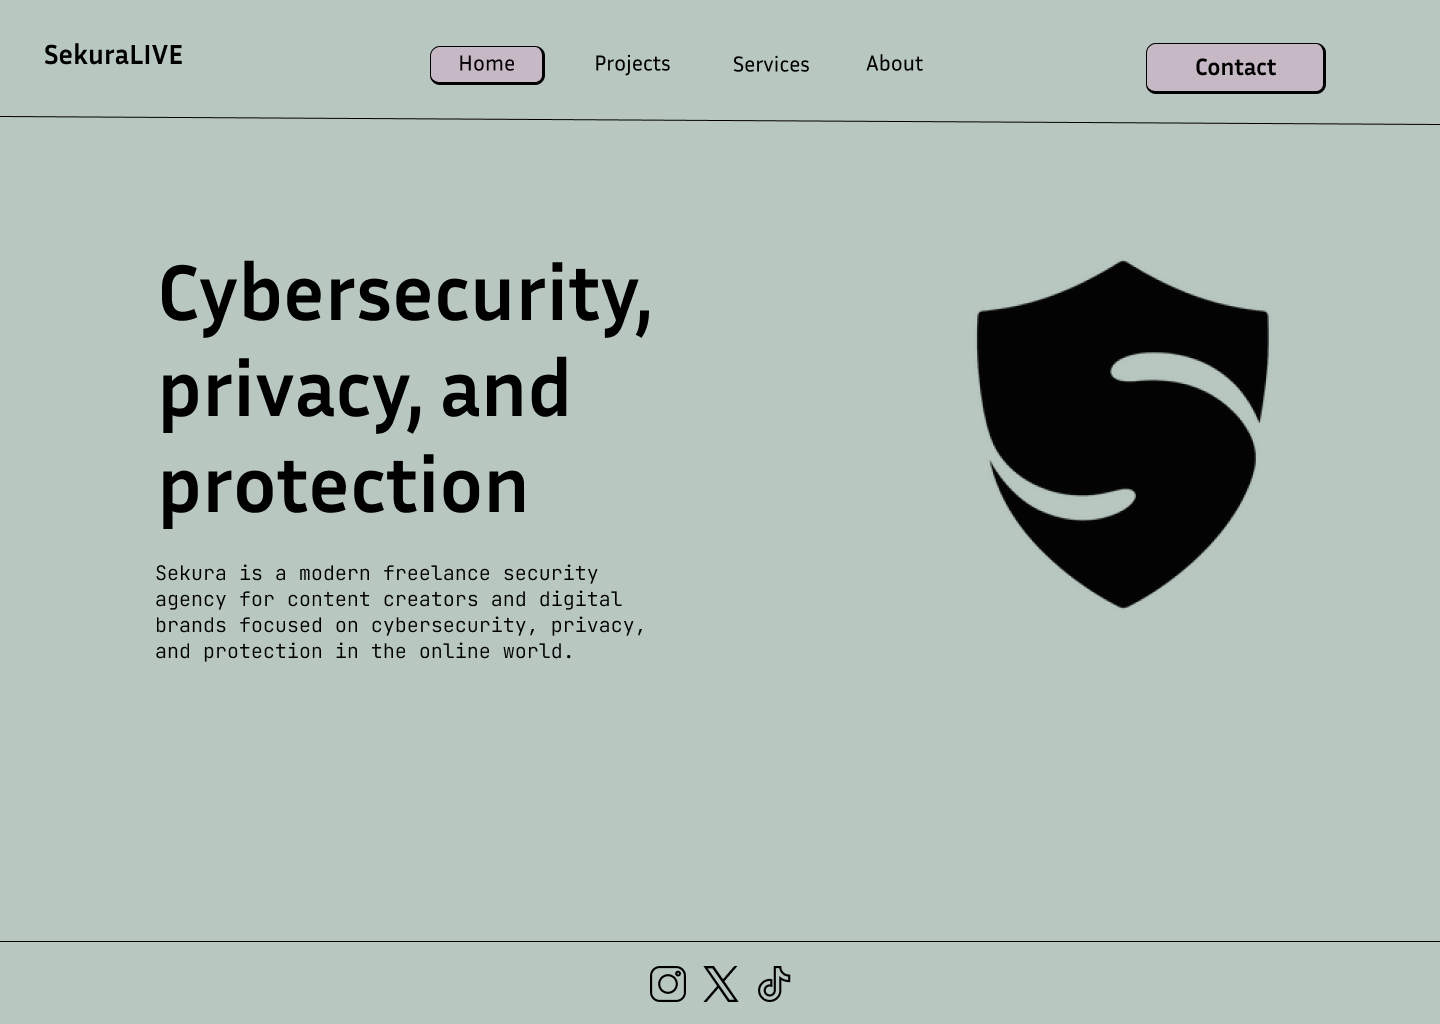 SekuraLIVE
Home
Projects
Services
About
Contact
Cybersecurity,
privacy, and
protection
Sekura is a modern freelance security
agency for content creators and digital
brands focused on cybersecurity, privacy,
and protection in the online world.